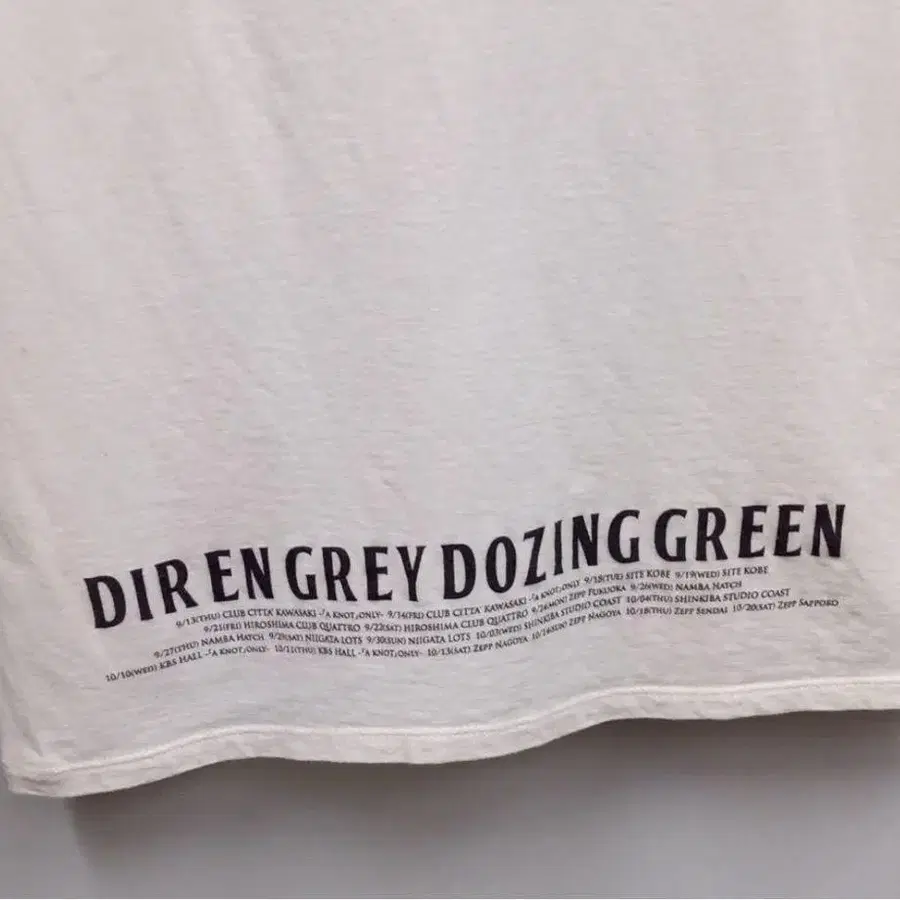 DIR EN GREY DOZING GREEN
9/13(THU) CLUB CITTA' KAWASAKI -「A KNOT」ONLY- 9/14(FRI) CLUB CITTA' KAWASAKI -「A KNOT」ONLY 9/18(TUE) SITE KOBE 9/19(WED) SITE KOBE
9/21(FRI) HIROSHIMA CLUB QUATTRO 9/22(SAT) HIROSHIMA CLUB QUATTRO 9/24(MON) ZEPP FUKUOKA 9/26(WED) NAMBA HATCH
9/27(THU) NAMBA HATCH 9/29(SAT) NIIGATA LOTS 9/30(SUN) NIIGATA LOTS 10/03(WED) SHINKIBA STUDIO COAST 10/04(THU) SHINKIBA STUDIO COAST
10/10(WED) KBS HALL -「A KNOT」ONLY- 10/11(THU) KBS HALL -「A KNOT」ONLY- 10/13(SAT) ZEPP NAGOYA 10/14(SUN) ZEPP NAGOYA 10/18(THU) ZEPP SENDAI 10/20(SAT) ZEPP SAPPORO